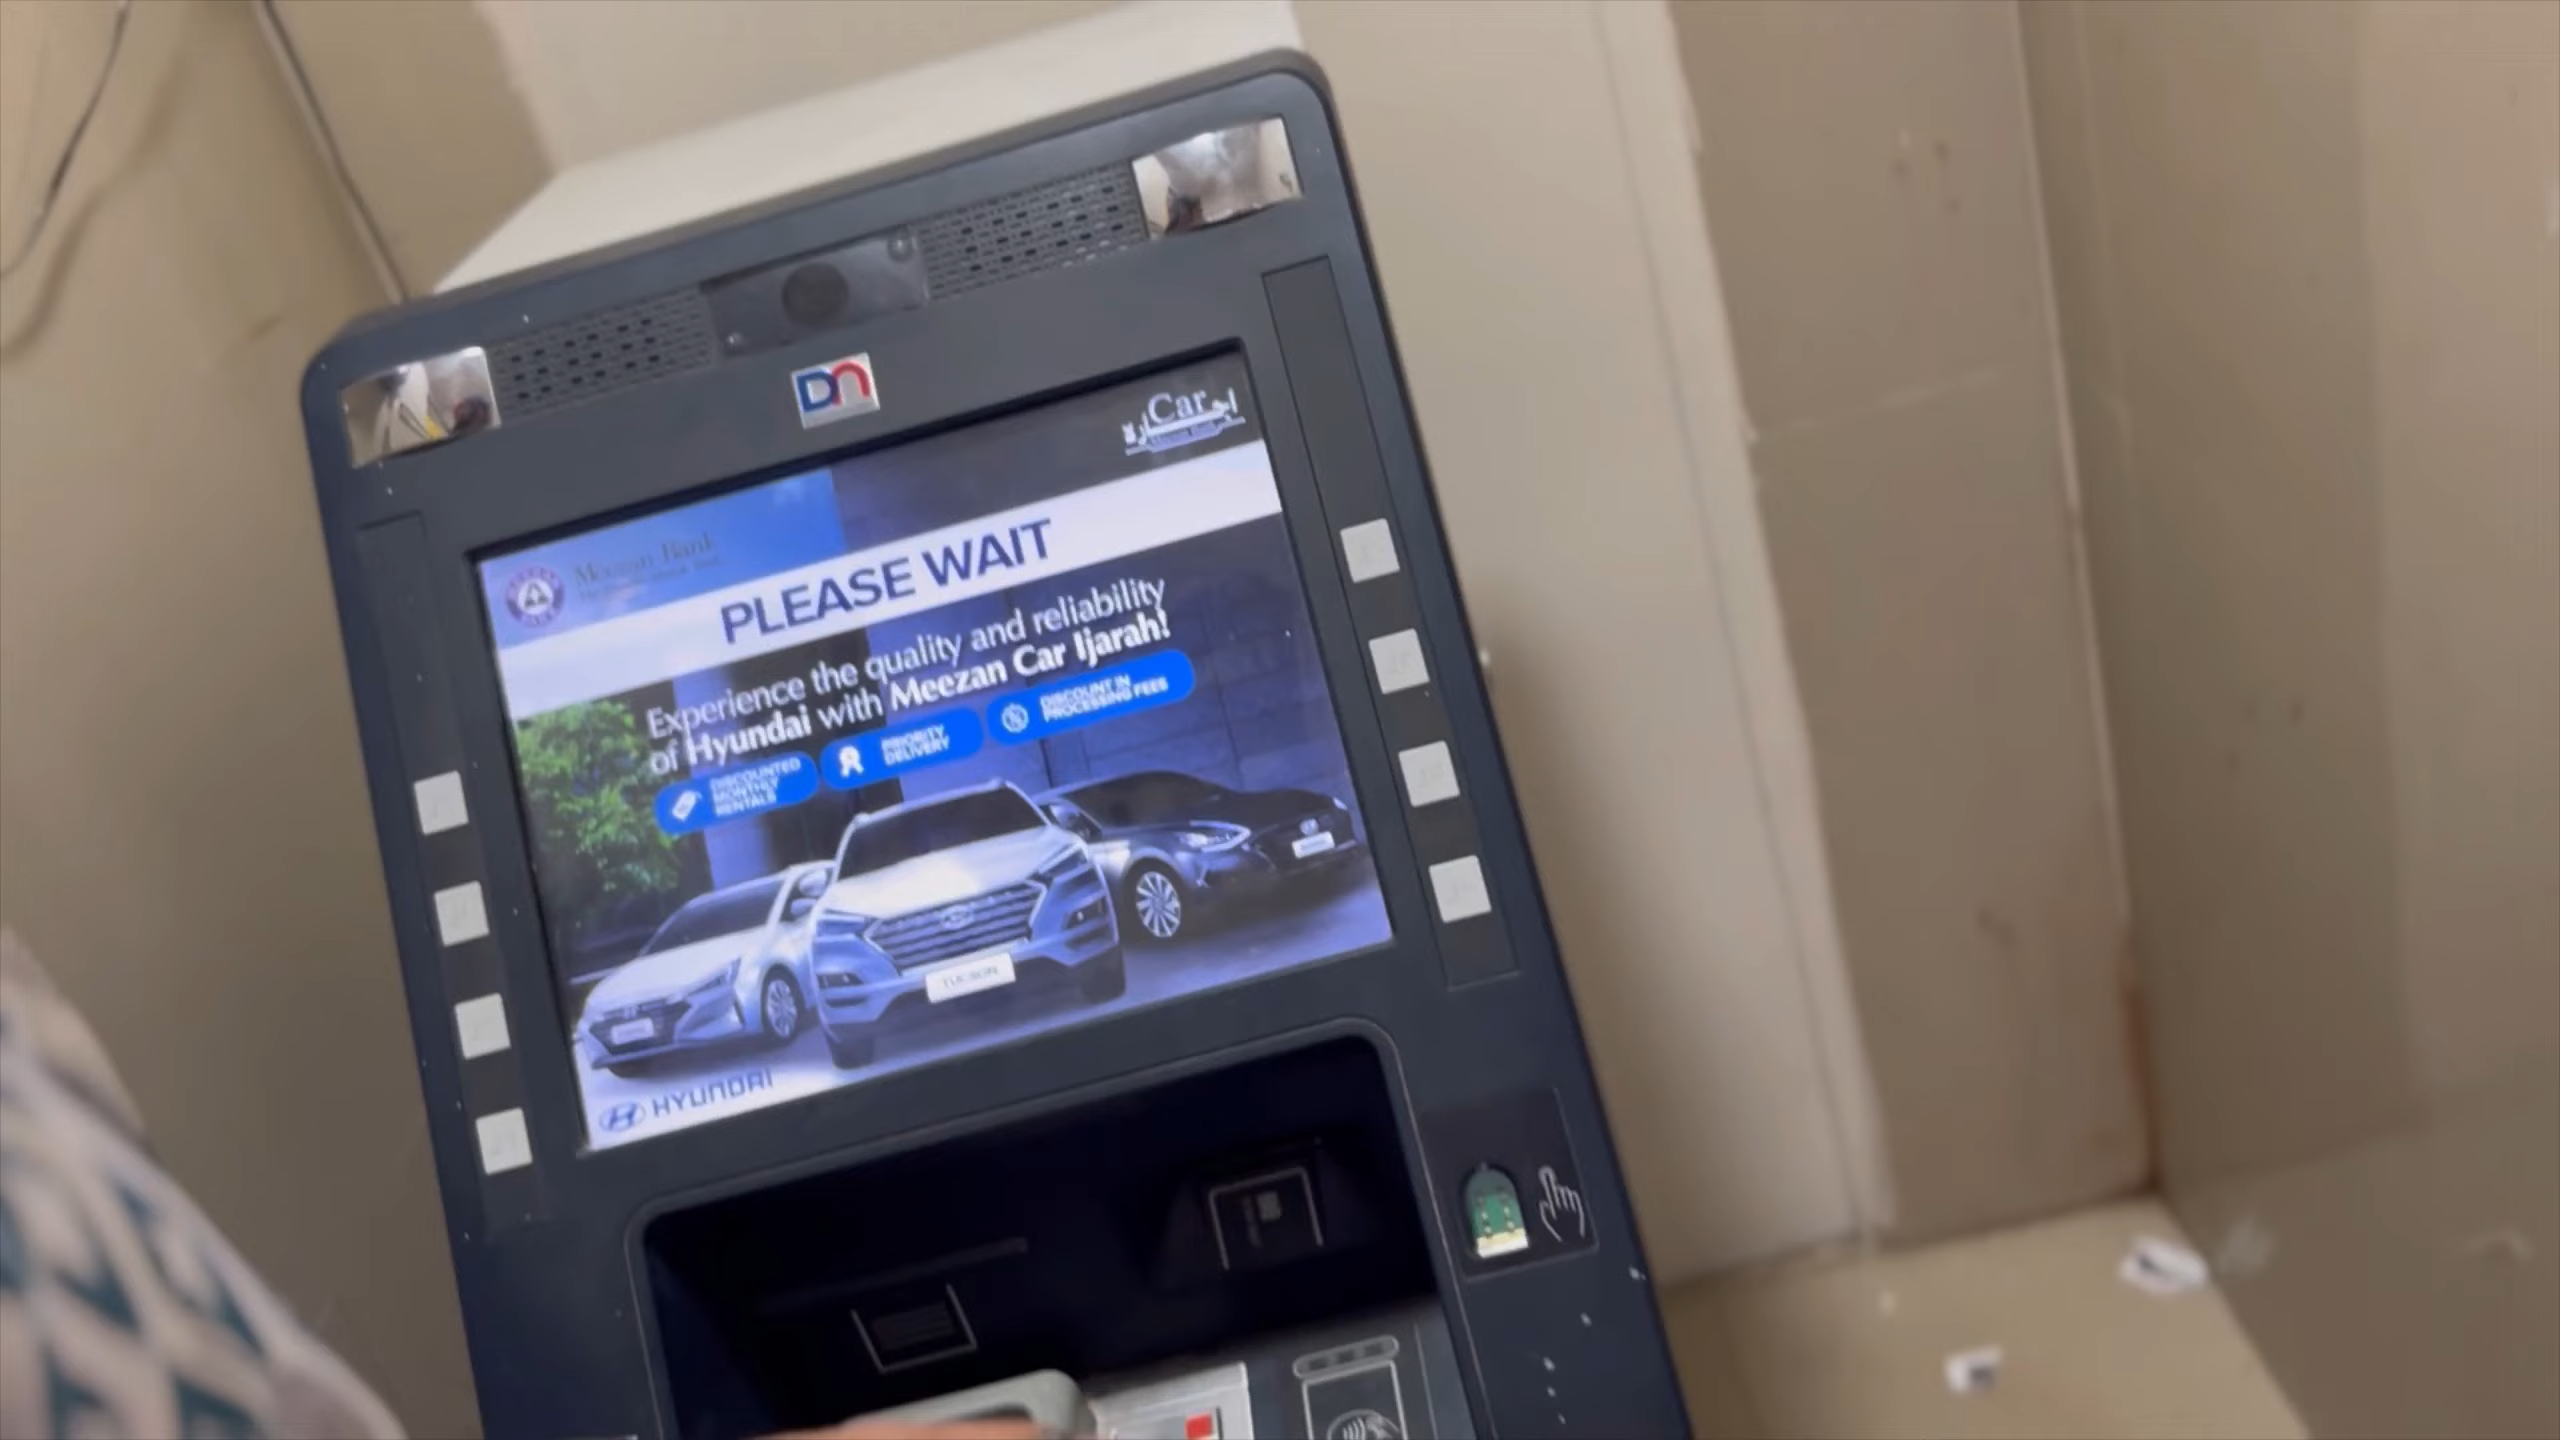 DN
Car
اجارہ
Meezan Bank
PLEASE WAIT
Experience the quality and reliability
of Hyundai with Meezan Car Ijarah!
DISCOUNTED
MONTHLY
RENTALS
PRIORITY
DELIVERY
DISCOUNT IN
PROCESSING FEES
TUCSON
HYUNDAI